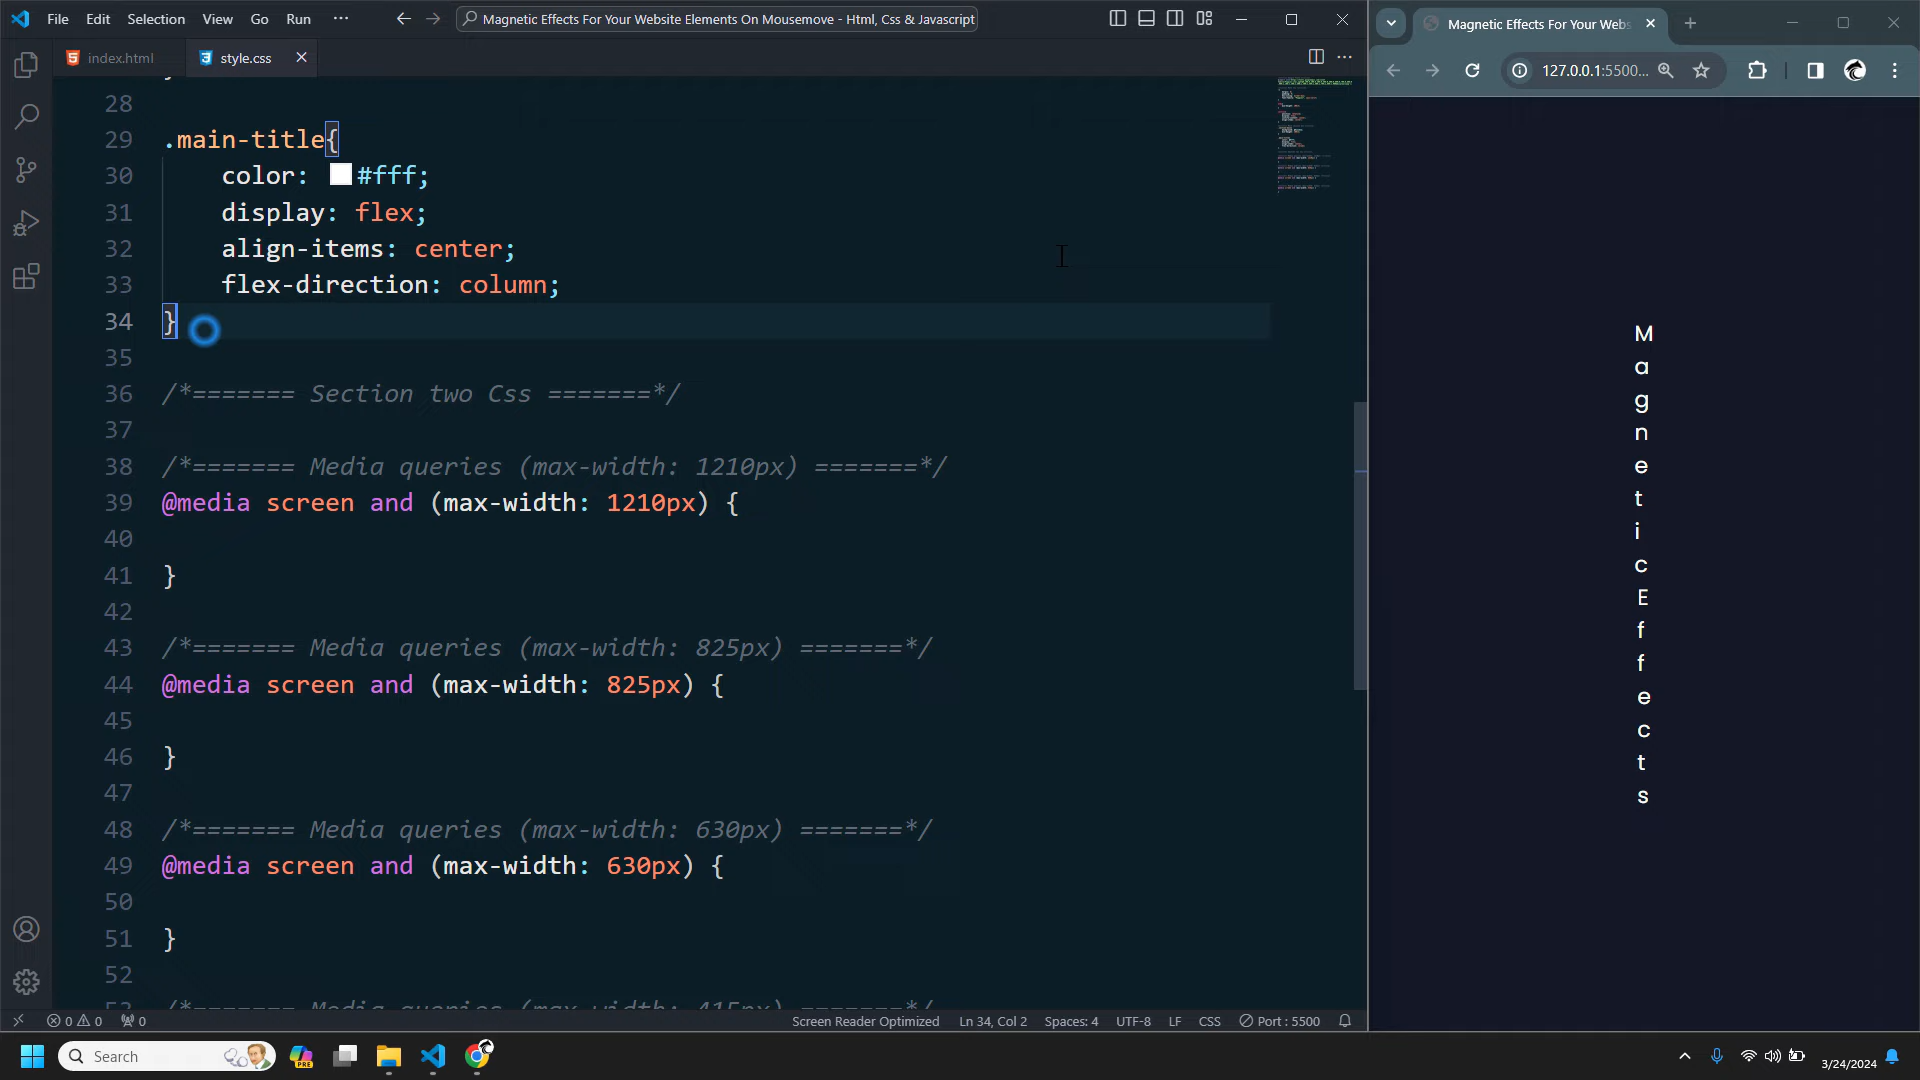 File Edit Selection View Go Run ···
Magnetic Effects For Your Website Elements On Mousemove - Html, Css & Javascript
index.html
style.css
28
29 .main-title{
30 color: #fff;
31 display: flex;
32 align-items: center;
33 flex-direction: column;
34 }
35
36 /*======= Section two Css =======*/
37
38 /*======= Media queries (max-width: 1210px) =======*/
39 @media screen and (max-width: 1210px) {
40
41 }
42
43 /*======= Media queries (max-width: 825px) =======*/
44 @media screen and (max-width: 825px) {
45
46 }
47
48 /*======= Media queries (max-width: 630px) =======*/
49 @media screen and (max-width: 630px) {
50
51 }
52
53 /*======= Media queries (max-width: 415px) =======*/
0 0 0
Screen Reader Optimized Ln 34, Col 2 Spaces: 4 UTF-8 LF CSS Port : 5500
Magnetic Effects For Your Webs
127.0.0.1:5500...
M
a
g
n
e
t
i
c
E
f
f
e
c
t
s
Search
PRE
3/24/2024